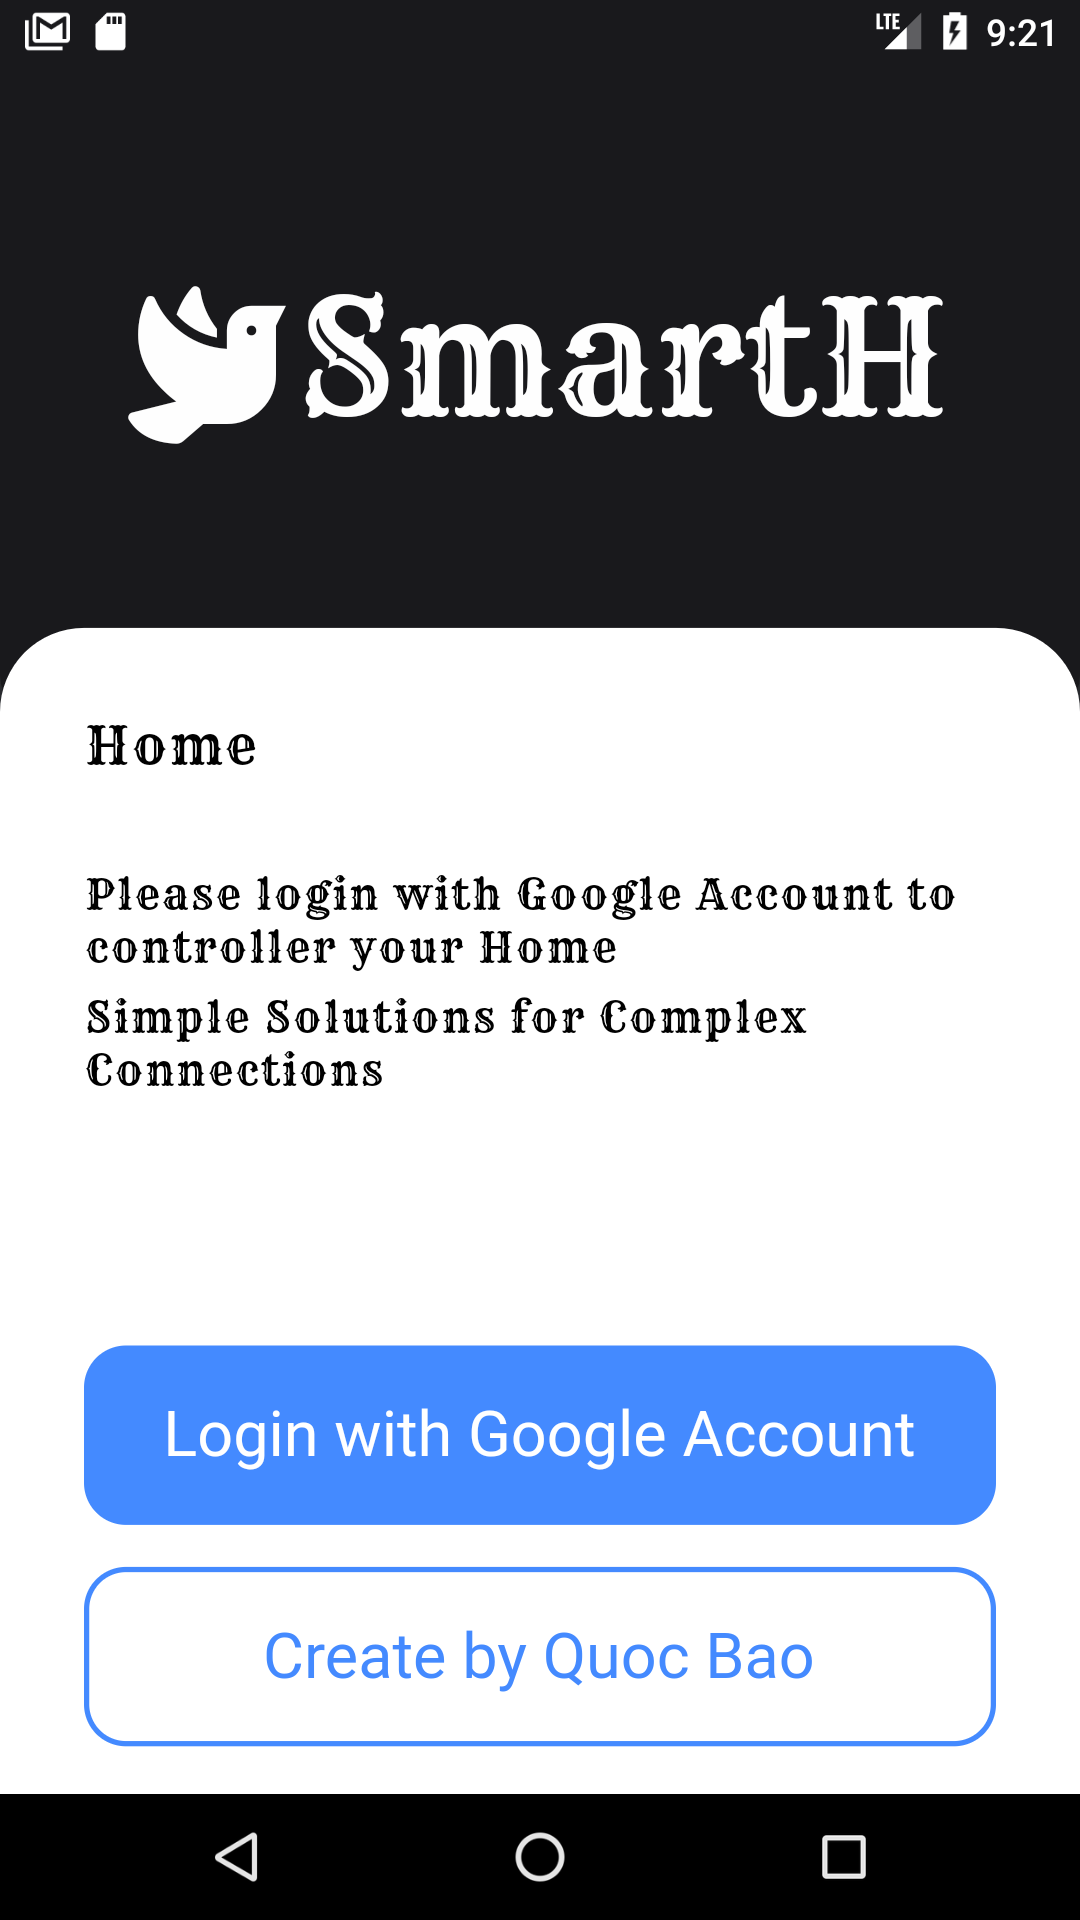 LTE 9:21
SmartH
Home
Please login with Google Account to
controller your Home
Simple Solutions for Complex
Connections
Login with Google Account
Create by Quoc Bao